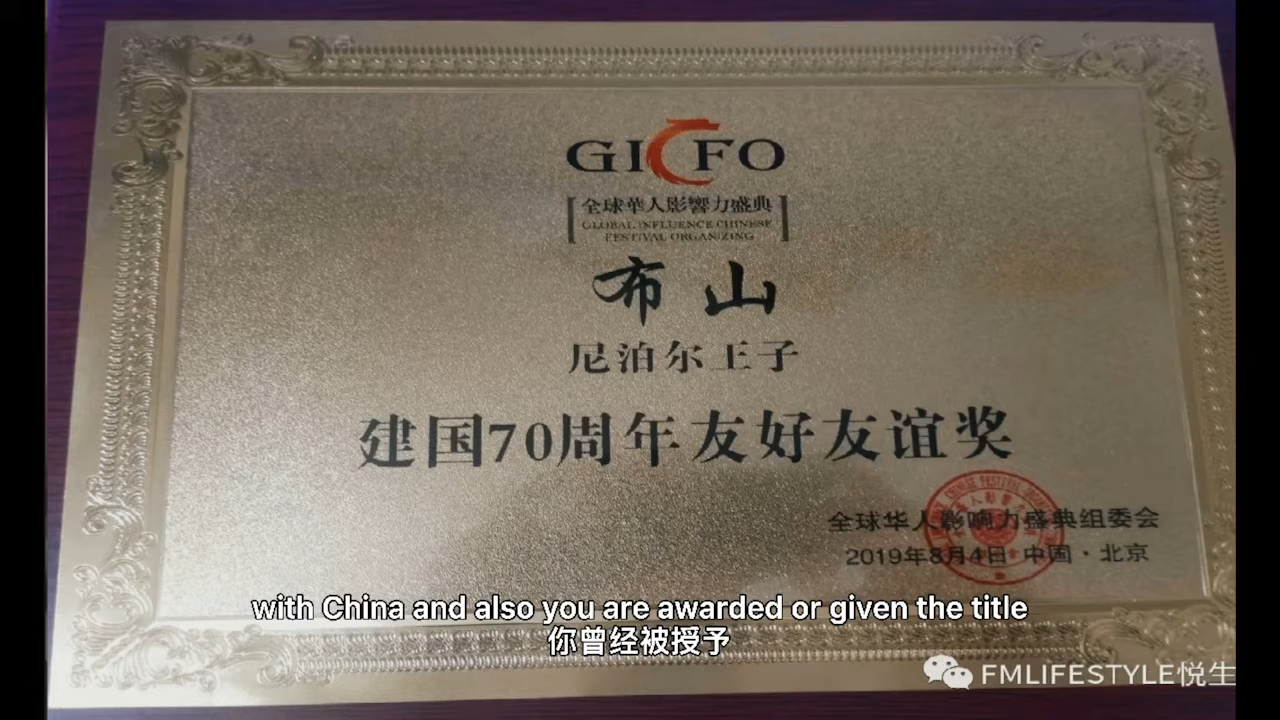 GICFO
全球華人影響力盛典
GLOBAL INFLUENCE CHINESE
FESTIVAL ORGANIZING
布山
尼泊尔王子
建国70周年友好友谊奖
全球华人影响力盛典组委会
2019年8月4日 中国·北京
with China and also you are awarded or given the title
你曾经被授予
FMLIFESTYLE悦生